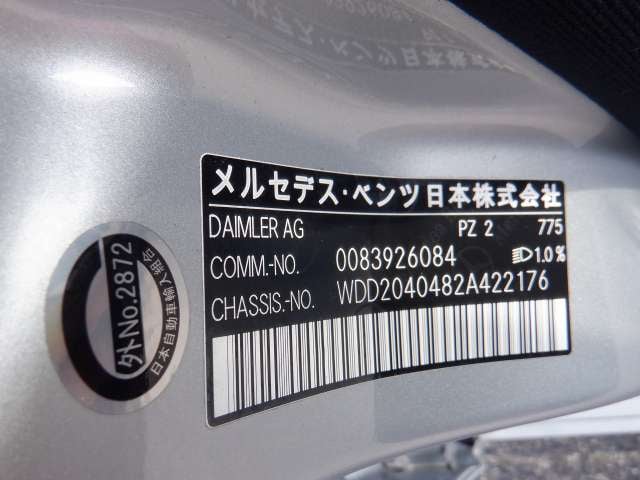 メルセデス・ベンツ日本株式会社
DAIMLER AG PZ 2 775
COMM.-NO. 0083926084 1.0%
CHASSIS.-NO. WDD2040482A422176
外No.2872
日本自動車輸入組合